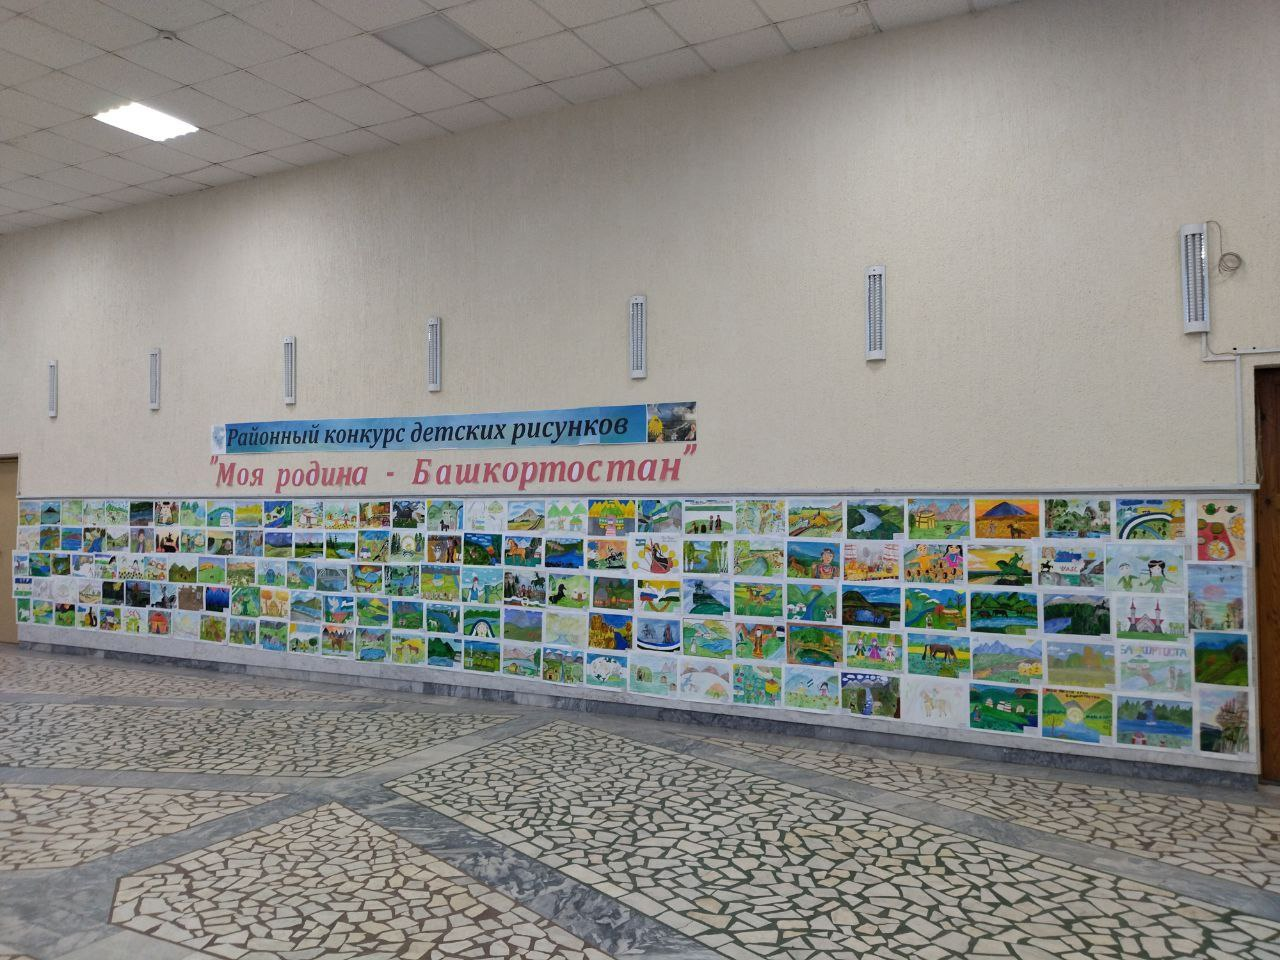 Районный конкурс детских рисунков
"Моя родина - Башкортостан"